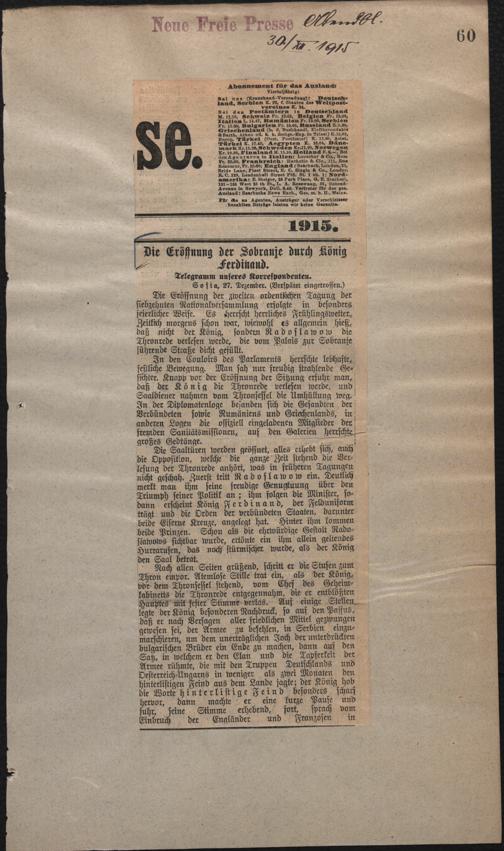 Neue Freie Presse Abendbl.
30/XII 1915
60
se.
Abonnement für das Ausland:
1915.
Die Eröffnung der Sobranje durch König
Ferdinand.
Telegramm unseres Korrespondenten.
Sofia, 27. Dezember. (Verspätet eingetroffen.)
Die Eröffnung der zweiten ordentlichen Tagung der
siebzehnten Nationalversammlung erfolgte in besonders
feierlicher Weise. Es herrscht herrliches Frühlingswetter.
Zeitlich morgens schon war, wiewohl es allgemein hieß,
daß nicht der König, sondern Radoslawow die
Thronrede verlesen werde, die vom Palais zur Sobranje
führende Straße dicht gefüllt.
In den Couloirs des Parlaments herrschte lebhafte,
festliche Bewegung. Man sah nur freudig strahlende Ge-
sichter. Knapp vor der Eröffnung der Sitzung erfuhr man,
daß der König die Thronrede verlesen werde, und
Saaldiener nahmen vom Thronsessel die Umhüllung weg.
In der Diplomatenloge befanden sich die Gesandten der
Verbündeten sowie Rumäniens und Griechenlands, in
anderen Logen die offiziell eingeladenen Mitglieder der
fremden Sanitätsmissionen, auf den Galerien herrschte
großes Gedränge.
Die Saaltüren werden geöffnet, alles erhebt sich, auch
die Opposition, welche die ganze Zeit stehend die Ver-
lesung der Thronrede anhört, was in früheren Tagungen
nicht geschah. Zuerst tritt Radoslawow ein. Deutlich
merkt man ihm seine freudige Genugtuung über den
Triumph seiner Politik an; ihm folgen die Minister, so-
dann erscheint König Ferdinand, der Felduniform
trägt und die Orden der verbündeten Staaten, darunter
beide Eiserne Kreuze, angelegt hat. Hinter ihm kommen
beide Prinzen. Schon als die ehrwürdige Gestalt Rado-
slawows sichtbar wurde, ertönte ein ihm allein geltendes
Hurrarufen, das noch stürmischer wurde, als der König
den Saal betrat.
Nach allen Seiten grüßend, schritt er die Stufen zum
Thron empor. Atemlose Stille trat ein, als der König,
vor dem Thronsessel stehend, vom Chef des Geheim-
kabinetts die Thronrede entgegennahm, die er entblößten
Hauptes mit fester Stimme verlas. Auf einige Stellen
legte der König besonderen Nachdruck, so auf den Passus,
daß er nach Versagen aller friedlichen Mittel gezwungen
gewesen sei, der Armee zu befehlen, in Serbien einzu-
marschieren, um dem unerträglichen Joch der unterdrückten
bulgarischen Brüder ein Ende zu machen, dann auf den
Satz, in welchem er den Elan und die Tapferkeit der
Armee rühmte, die mit den Truppen Deutschlands und
Oesterreich-Ungarns in weniger als zwei Monaten den
hinterlistigen Feind aus dem Lande jagte; der König hob
die Worte hinterlistige Feind besonders scharf
hervor, dann machte er eine kurze Pause und
fuhr, seine Stimme erhebend, fort, sprach vom
Einbruch der Engländer und Franzosen in